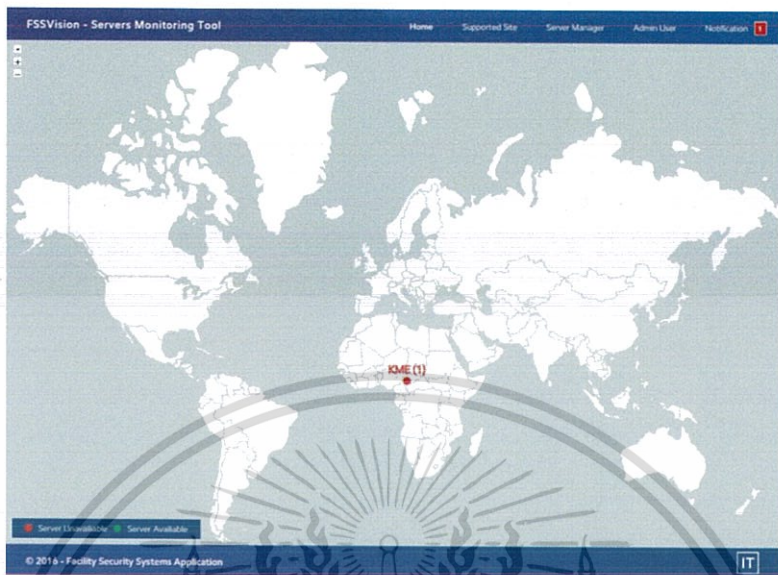 FSSVision - Servers Monitoring Tool
Home Supported Site Server Manager Admin User Notification 1
+
−
KME (1)
Server Unavailable Server Available
© 2016 - Facility Security Systems Application IT